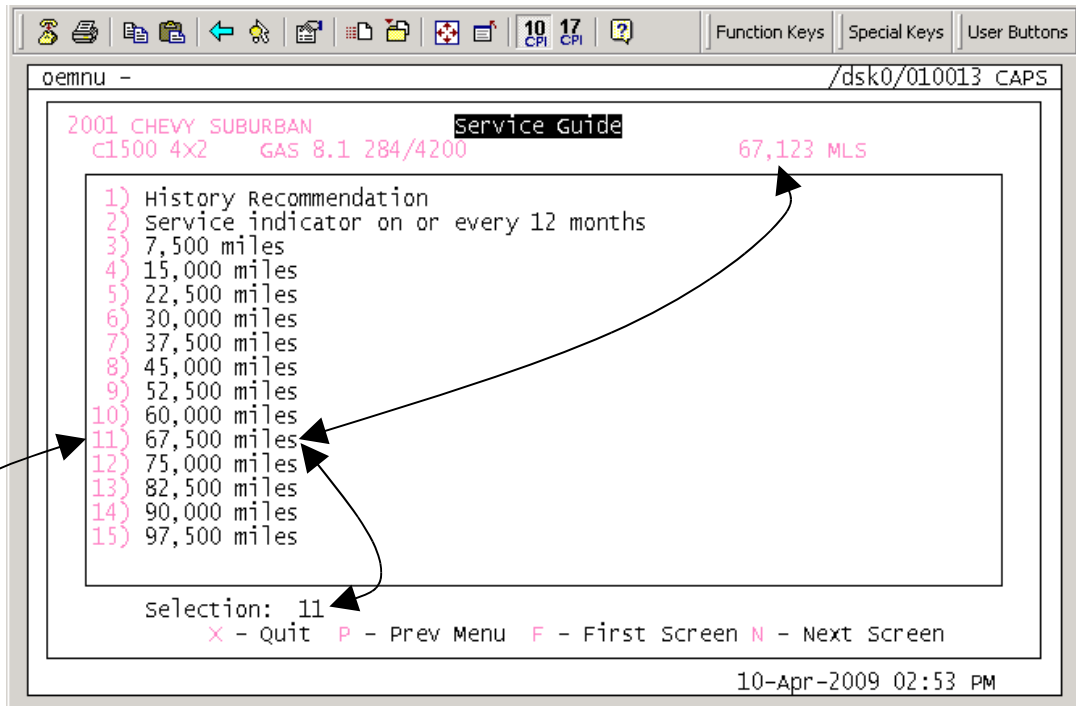 10 CPI 17 CPI Function Keys Special Keys User Buttons
oemnu - /dsk0/010013 CAPS
2001 CHEVY SUBURBAN Service Guide
C1500 4X2 GAS 8.1 284/4200 67,123 MLS
1) History Recommendation
2) Service indicator on or every 12 months
3) 7,500 miles
4) 15,000 miles
5) 22,500 miles
6) 30,000 miles
7) 37,500 miles
8) 45,000 miles
9) 52,500 miles
10) 60,000 miles
11) 67,500 miles
12) 75,000 miles
13) 82,500 miles
14) 90,000 miles
15) 97,500 miles
Selection: 11
X - Quit P - Prev Menu F - First Screen N - Next Screen
10-Apr-2009 02:53 PM